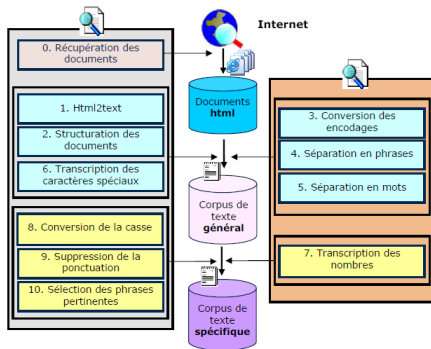 Internet
0. Récupération des
documents
Documents
html
1. Html2text
2. Structuration des
documents
6. Transcription des
caractères spéciaux
3. Conversion des
encodages
4. Séparation en phrases
5. Séparation en mots
Corpus de
texte
général
8. Conversion de la casse
9. Suppression de la
ponctuation
10. Sélection des phrases
pertinentes
7. Transcription des
nombres
Corpus de
texte
spécifique